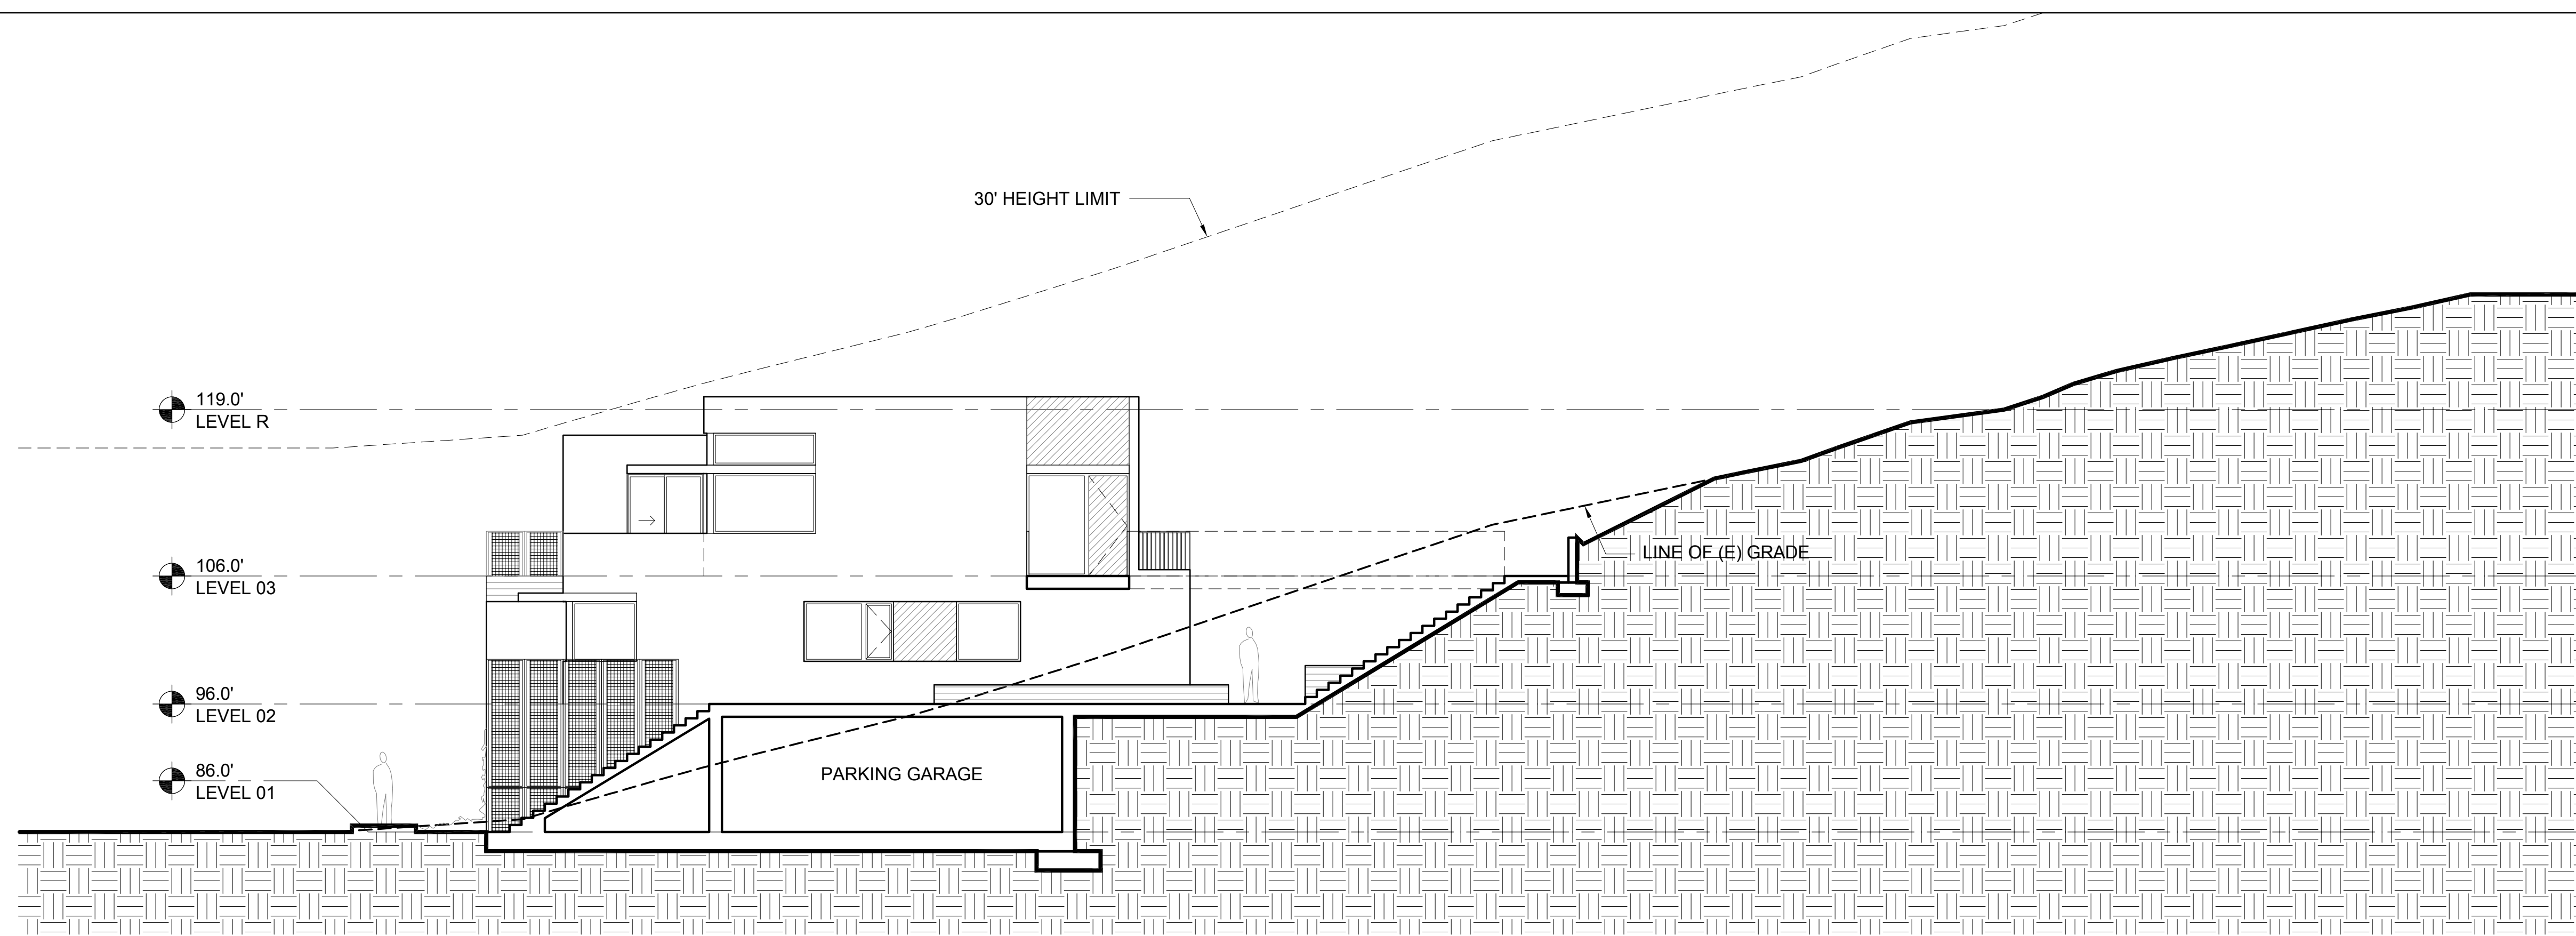 30' HEIGHT LIMIT
119.0'
LEVEL R
LINE OF (E) GRADE
106.0'
LEVEL 03
96.0'
LEVEL 02
PARKING GARAGE
86.0'
LEVEL 01